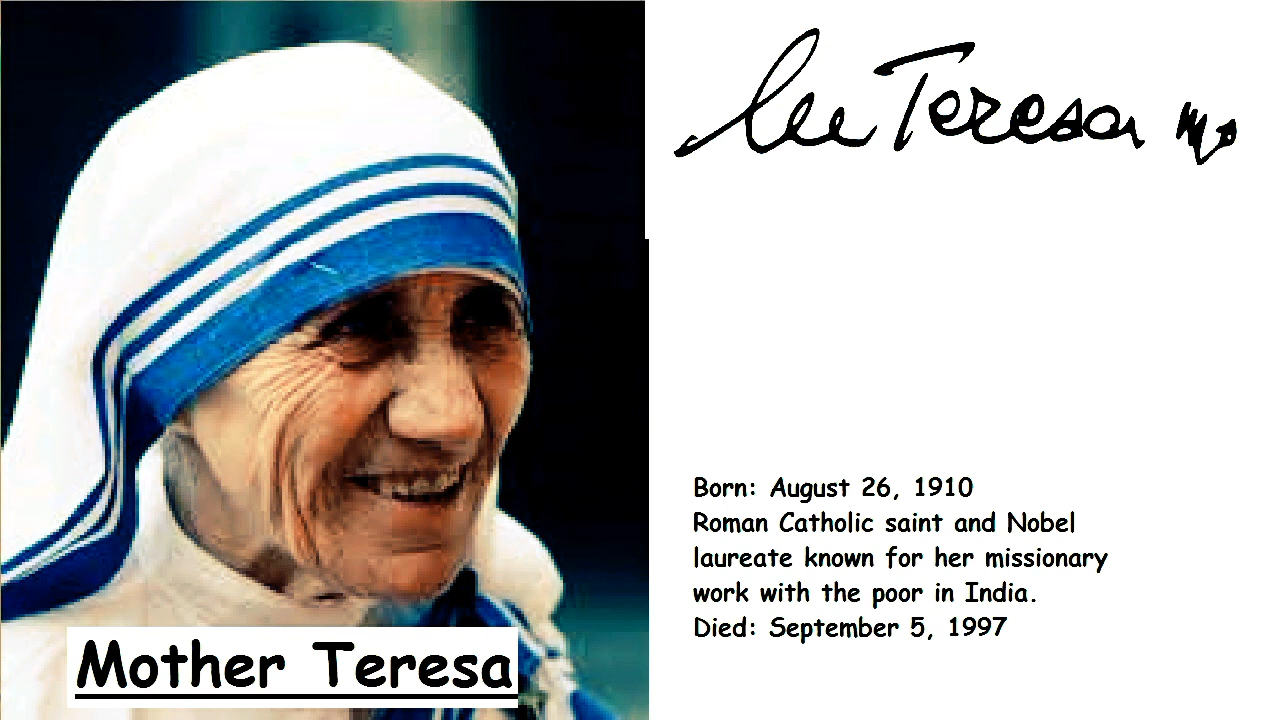 Mother Teresa
Teresa
Born: August 26, 1910
Roman Catholic saint and Nobel
laureate known for her missionary
work with the poor in India.
Died: September 5, 1997